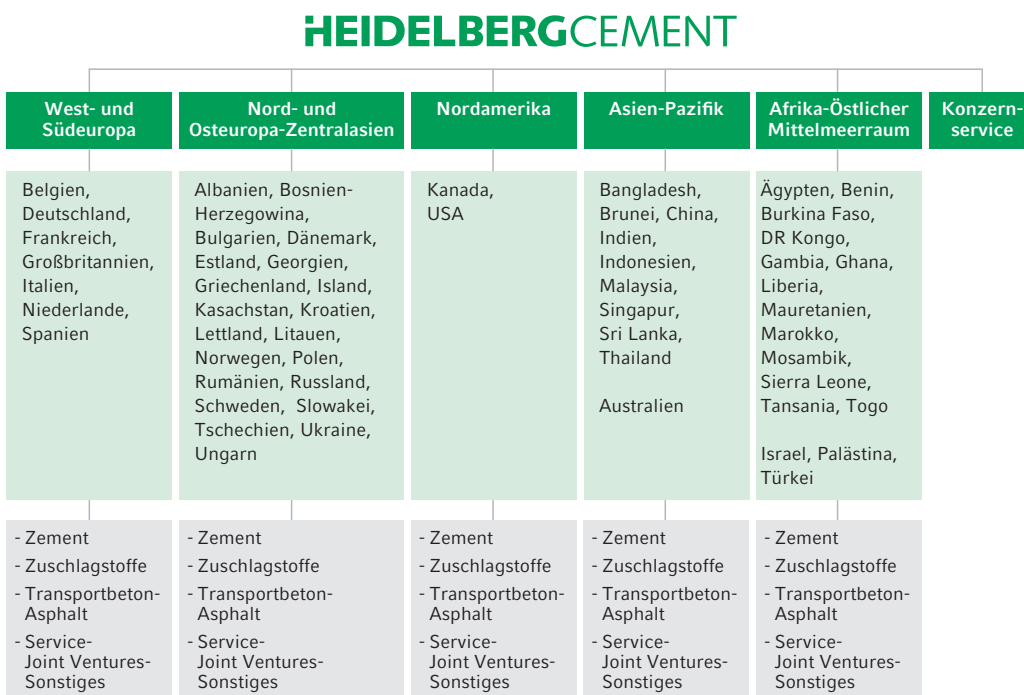 HEIDELBERGCEMENT
West- und
Südeuropa
Nord- und
Osteuropa-Zentralasien
Nordamerika
Asien-Pazifik
Afrika-Östlicher
Mittelmeerraum
Konzern-
service
Belgien,
Deutschland,
Frankreich,
Großbritannien,
Italien,
Niederlande,
Spanien
Albanien, Bosnien-
Herzegowina,
Bulgarien, Dänemark,
Estland, Georgien,
Griechenland, Island,
Kasachstan, Kroatien,
Lettland, Litauen,
Norwegen, Polen,
Rumänien, Russland,
Schweden, Slowakei,
Tschechien, Ukraine,
Ungarn
Kanada,
USA
Bangladesh,
Brunei, China,
Indien,
Indonesien,
Malaysia,
Singapur,
Sri Lanka,
Thailand
Australien
Ägypten, Benin,
Burkina Faso,
DR Kongo,
Gambia, Ghana,
Liberia,
Mauretanien,
Marokko,
Mosambik,
Sierra Leone,
Tansania, Togo
Israel, Palästina,
Türkei
- Zement
- Zuschlagstoffe
- Transportbeton-
Asphalt
- Service-
Joint Ventures-
Sonstiges
- Zement
- Zuschlagstoffe
- Transportbeton-
Asphalt
- Service-
Joint Ventures-
Sonstiges
- Zement
- Zuschlagstoffe
- Transportbeton-
Asphalt
- Service-
Joint Ventures-
Sonstiges
- Zement
- Zuschlagstoffe
- Transportbeton-
Asphalt
- Service-
Joint Ventures-
Sonstiges
- Zement
- Zuschlagstoffe
- Transportbeton-
Asphalt
- Service-
Joint Ventures-
Sonstiges